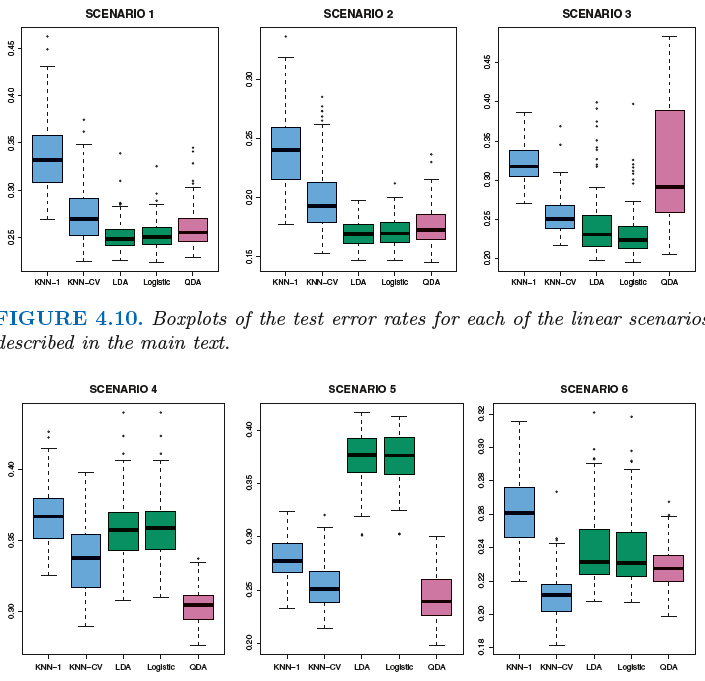 SCENARIO 1
0.45
0.40
0.35
0.30
0.25
KNN−1 KNN−CV LDA Logistic QDA
SCENARIO 2
0.30
0.25
0.20
0.15
KNN−1 KNN−CV LDA Logistic QDA
SCENARIO 3
0.45
0.40
0.35
0.30
0.25
0.20
KNN−1 KNN−CV LDA Logistic QDA
FIGURE 4.10. Boxplots of the test error rates for each of the linear scenarios
described in the main text.
SCENARIO 4
0.40
0.35
0.30
KNN−1 KNN−CV LDA Logistic QDA
SCENARIO 5
0.40
0.35
0.30
0.25
0.20
KNN−1 KNN−CV LDA Logistic QDA
SCENARIO 6
0.32
0.30
0.28
0.26
0.24
0.22
0.20
0.18
KNN−1 KNN−CV LDA Logistic QDA